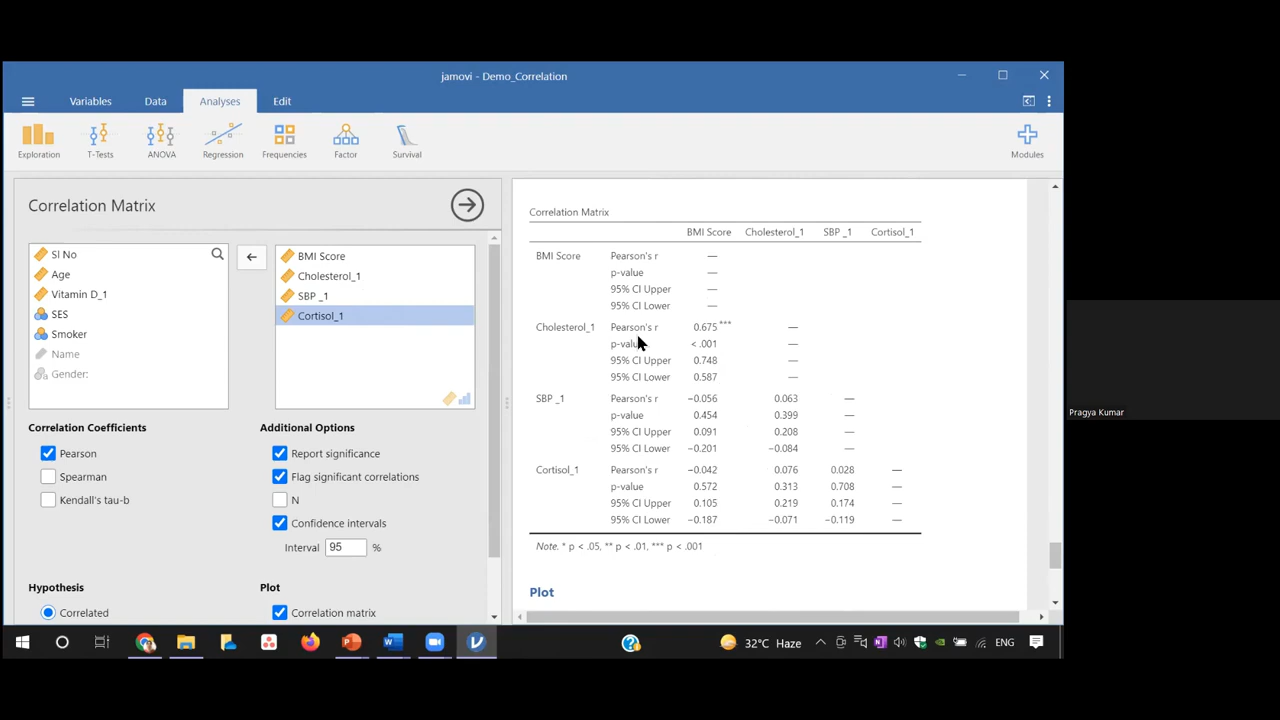 jamovi - Demo_Correlation
Variables Data Analyses Edit
Exploration T-Tests ANOVA Regression Frequencies Factor Survival Modules
Correlation Matrix
Sl No
Age
Vitamin D_1
SES
Smoker
Name
Gender:
BMI Score
Cholesterol_1
SBP _1
Cortisol_1
Correlation Coefficients
Pearson
Spearman
Kendall's tau-b
Additional Options
Report significance
Flag significant correlations
N
Confidence intervals
Interval 95 %
Hypothesis
Correlated
Plot
Correlation matrix
Correlation Matrix
BMI Score Cholesterol_1 SBP _1 Cortisol_1
BMI Score Pearson's r —
p-value —
95% CI Upper —
95% CI Lower —
Cholesterol_1 Pearson's r 0.675 *** —
p-value < .001 —
95% CI Upper 0.748 —
95% CI Lower 0.587 —
SBP _1 Pearson's r −0.056 0.063 —
p-value 0.454 0.399 —
95% CI Upper 0.091 0.208 —
95% CI Lower −0.201 −0.084 —
Cortisol_1 Pearson's r −0.042 0.076 0.028 —
p-value 0.572 0.313 0.708 —
95% CI Upper 0.105 0.219 0.174 —
95% CI Lower −0.187 −0.071 −0.119 —
Note. * p < .05, ** p < .01, *** p < .001
Plot
Pragya Kumar
32°C Haze ENG